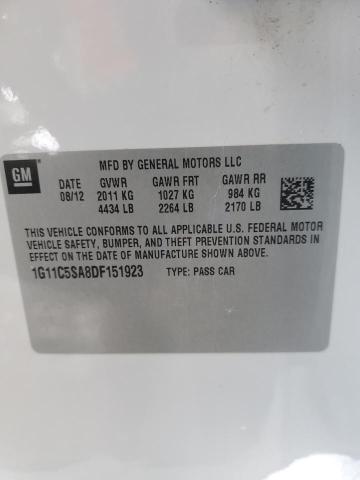 GM
MFD BY GENERAL MOTORS LLC
DATE GVWR GAWR FRT GAWR RR
08/12 2011 KG 1027 KG 984 KG
4434 LB 2264 LB 2170 LB
THIS VEHICLE CONFORMS TO ALL APPLICABLE U.S. FEDERAL MOTOR
VEHICLE SAFETY, BUMPER, AND THEFT PREVENTION STANDARDS IN
EFFECT ON THE DATE OF MANUFACTURE SHOWN ABOVE.
1G11C5SA8DF151923 TYPE: PASS CAR